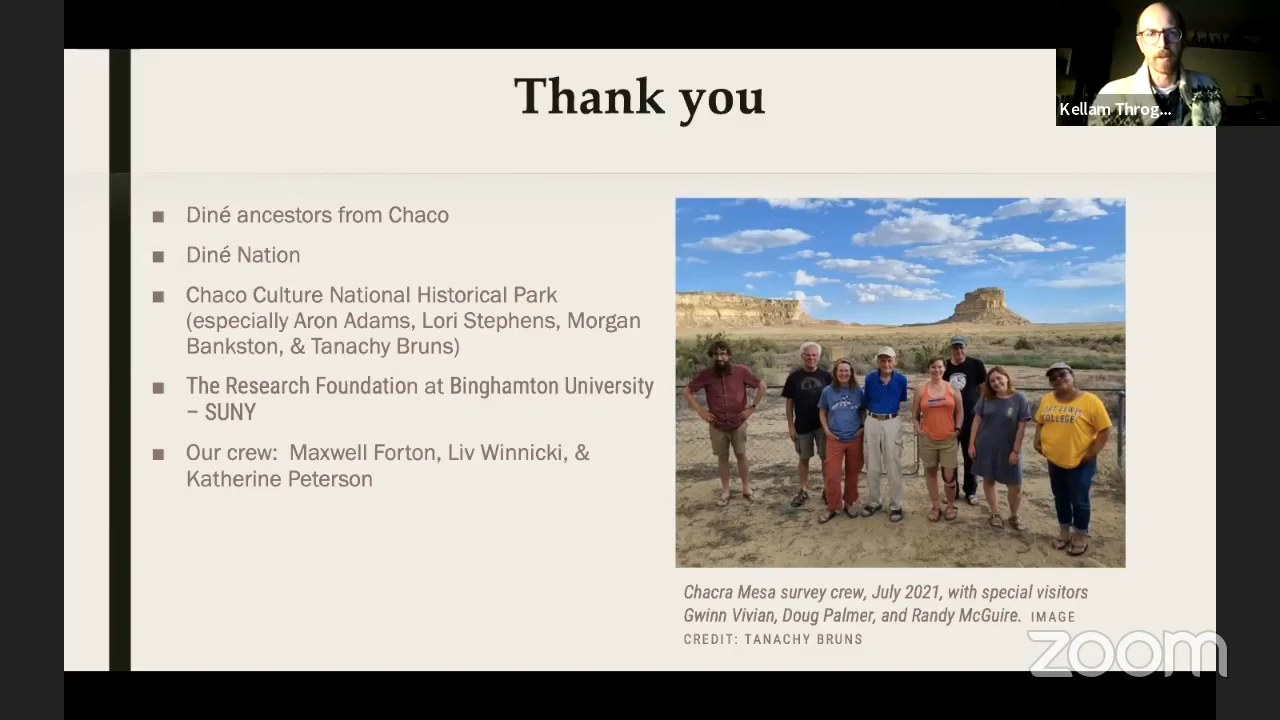 Thank you
Kellam Throg...
■ Diné ancestors from Chaco
■ Diné Nation
■ Chaco Culture National Historical Park
(especially Aron Adams, Lori Stephens, Morgan
Bankston, & Tanachy Bruns)
■ The Research Foundation at Binghamton University
– SUNY
■ Our crew:  Maxwell Forton, Liv Winnicki, &
Katherine Peterson
FORT LEWIS
COLLEGE
Chacra Mesa survey crew, July 2021, with special visitors
Gwinn Vivian, Doug Palmer, and Randy McGuire. IMAGE
CREDIT: TANACHY BRUNS
zoom